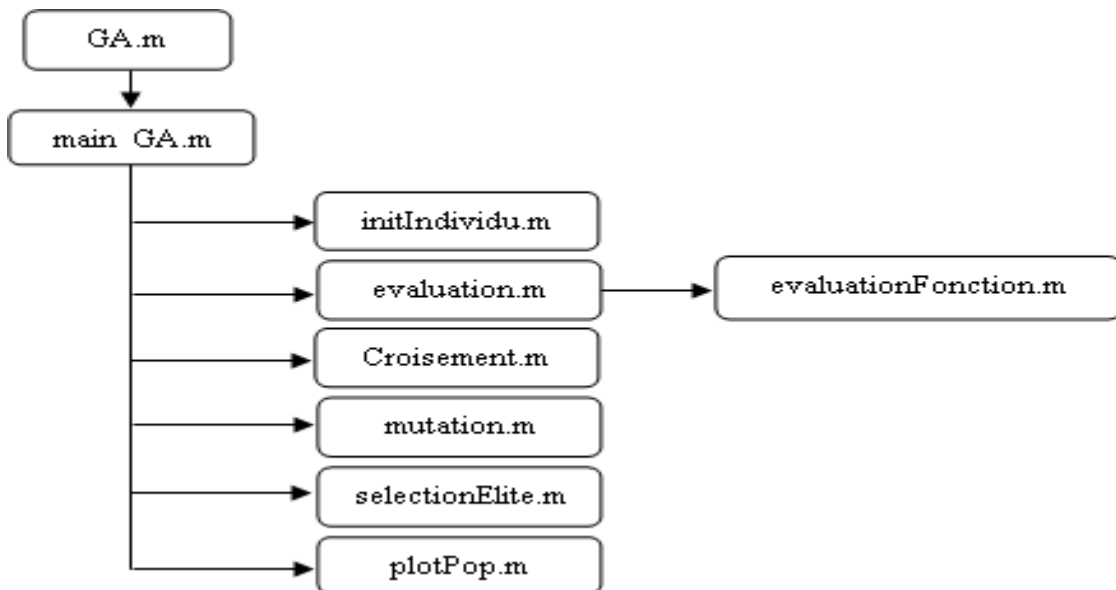 GA.m
main GA.m
initIndividu.m
evaluation.m
evaluationFonction.m
Croisement.m
mutation.m
selectionElite.m
plotPop.m